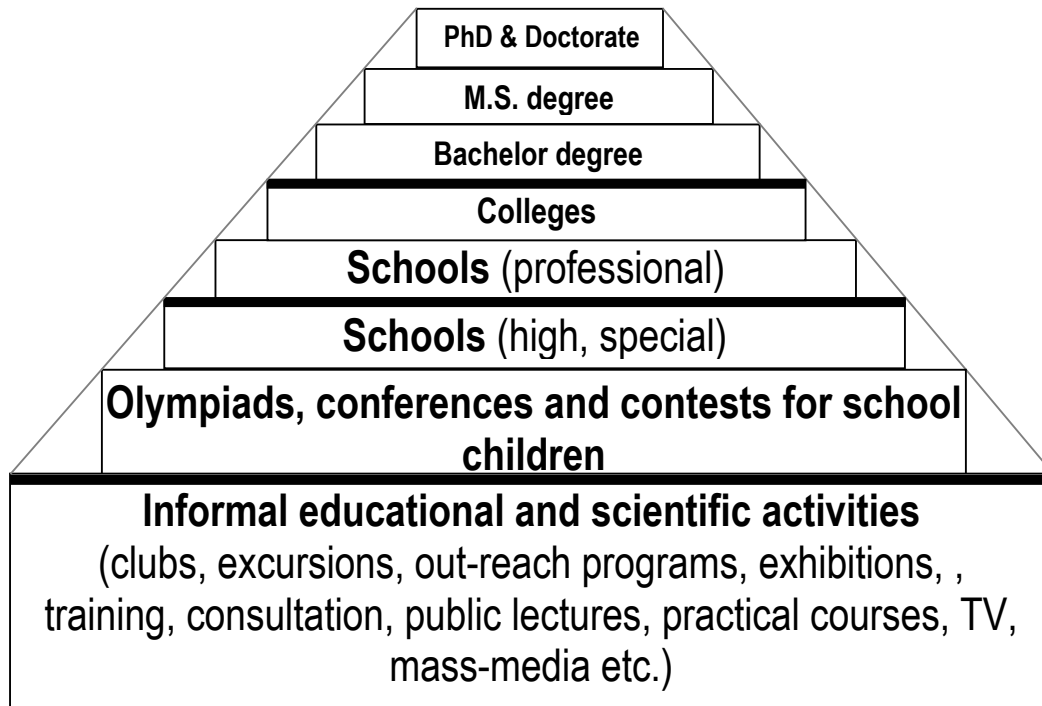 PhD & Doctorate
M.S. degree
Bachelor degree
Colleges
Schools (professional)
Schools (high, special)
Olympiads, conferences and contests for school
children
Informal educational and scientific activities
(clubs, excursions, out-reach programs, exhibitions, ,
training, consultation, public lectures, practical courses, TV,
mass-media etc.)